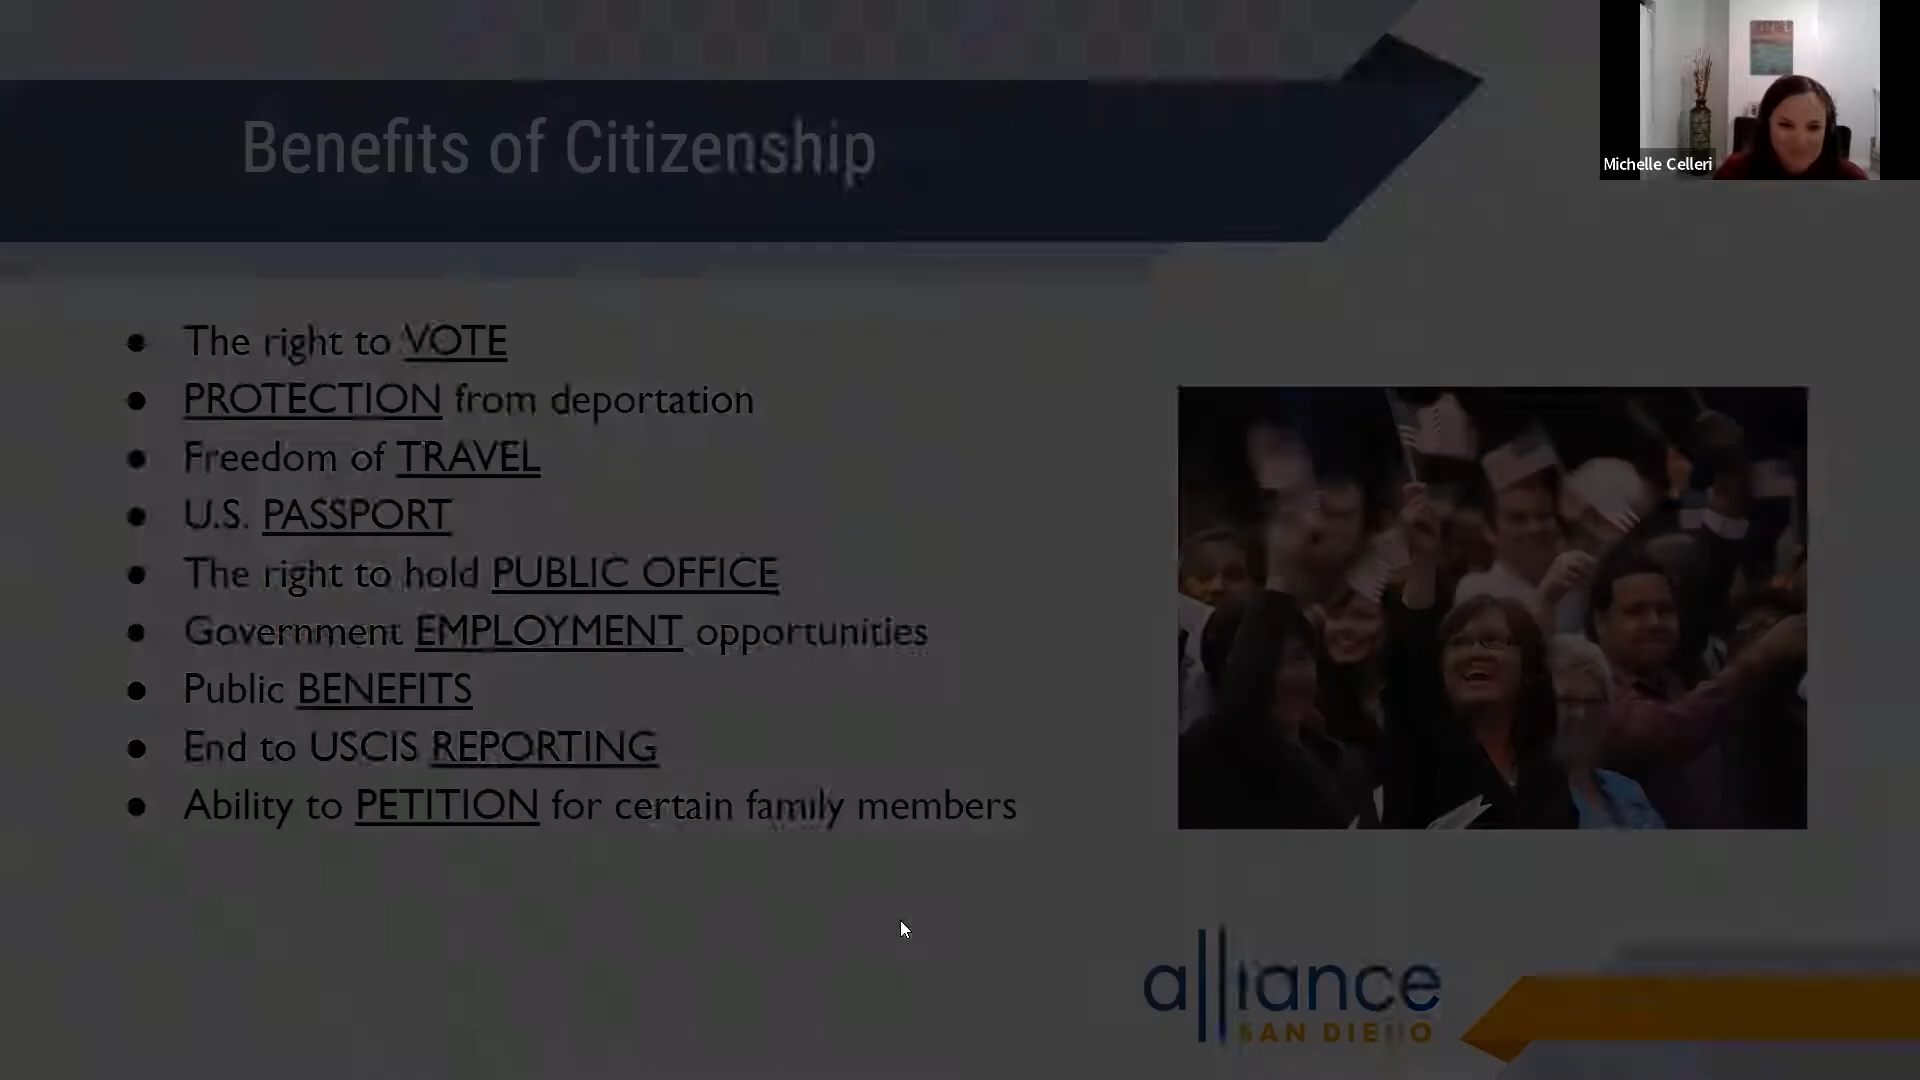 Benefits of Citizenship
Michelle Celleri
● The right to VOTE
● PROTECTION from deportation
● Freedom of TRAVEL
● U.S. PASSPORT
● The right to hold PUBLIC OFFICE
● Government EMPLOYMENT opportunities
● Public BENEFITS
● End to USCIS REPORTING
● Ability to PETITION for certain family members
alliance
SAN DIEGO